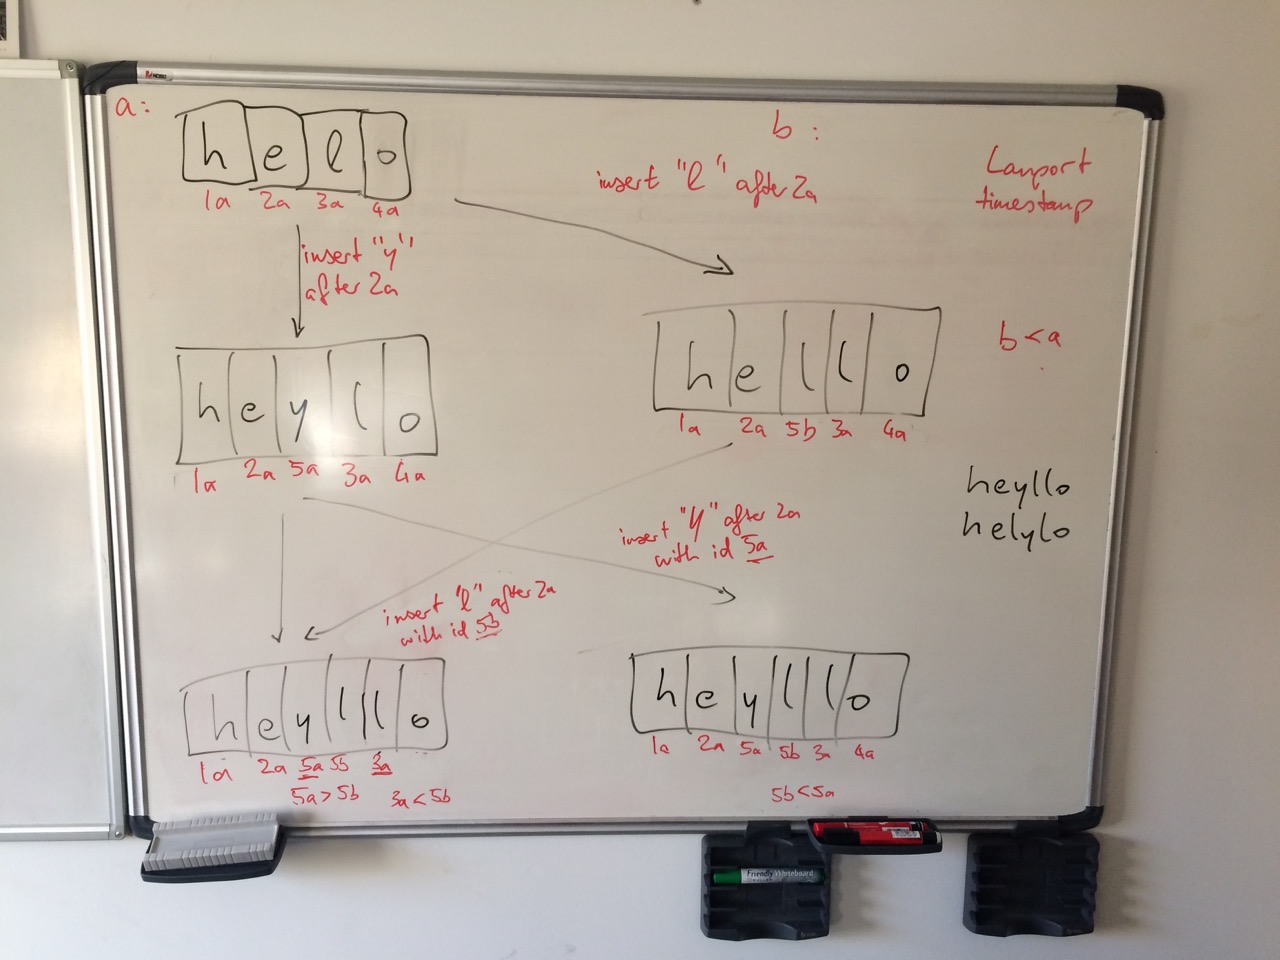 a:
h e l o
1a 2a 3a 4a
insert "y"
after 2a
b:
insert "l" after 2a
Lamport
timestamp
h e y l o
1a 2a 5a 3a 4a
h e l l o
1a 2a 5b 3a 4a
b < a
heyllo
helylo
insert "y" after 2a
with id 5a
insert "l" after 2a
with id 5b
h e y l l o
1a 2a 5a 5b 3a
5a > 5b 3a < 5b
h e y l l o
1a 2a 5a 5b 3a 4a
5b < 5a
NOBO
Friendly Whiteboard